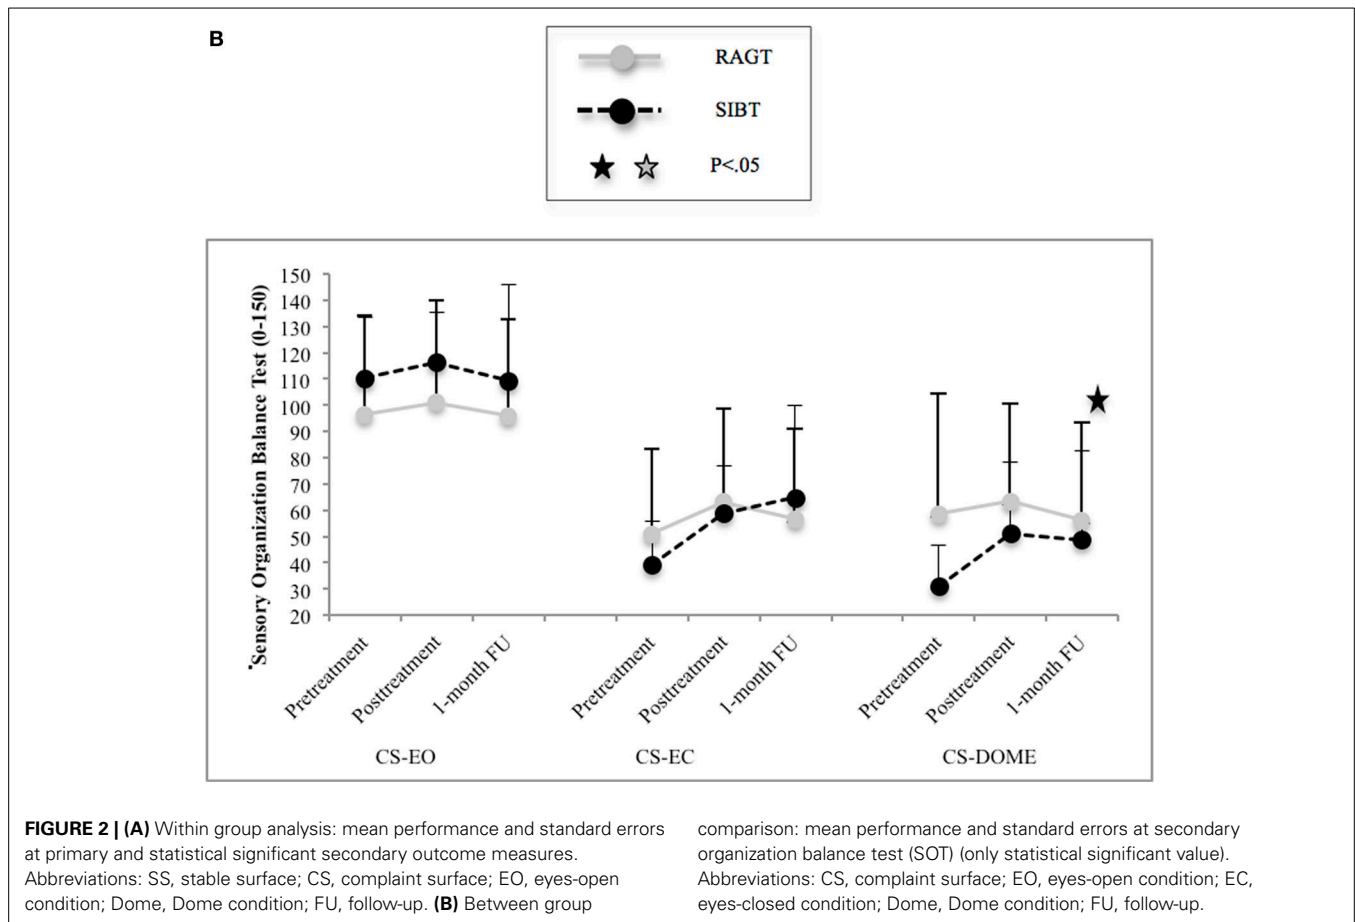 B
RAGT
SIBT
P<.05
*Sensory Organization Balance Test (0-150)
150
140
130
120
110
100
90
80
70
60
50
40
30
20
Pretreatment
Posttreatment
1-month FU
Pretreatment
Posttreatment
1-month FU
Pretreatment
Posttreatment
1-month FU
CS-EO
CS-EC
CS-DOME
FIGURE 2 | (A) Within group analysis: mean performance and standard errors
at primary and statistical significant secondary outcome measures.
Abbreviations: SS, stable surface; CS, complaint surface; EO, eyes-open
condition; Dome, Dome condition; FU, follow-up. (B) Between group
comparison: mean performance and standard errors at secondary
organization balance test (SOT) (only statistical significant value).
Abbreviations: CS, complaint surface; EO, eyes-open condition; EC,
eyes-closed condition; Dome, Dome condition; FU, follow-up.